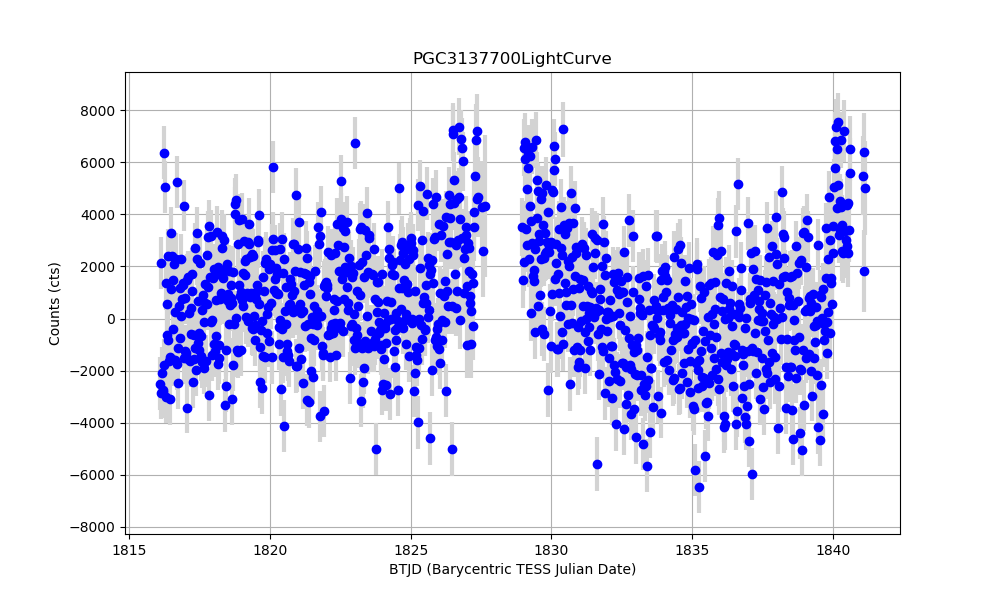 PGC3137700LightCurve
8000
6000
4000
2000
0
−2000
−4000
−6000
−8000
Counts (cts)
1815 1820 1825 1830 1835 1840
BTJD (Barycentric TESS Julian Date)